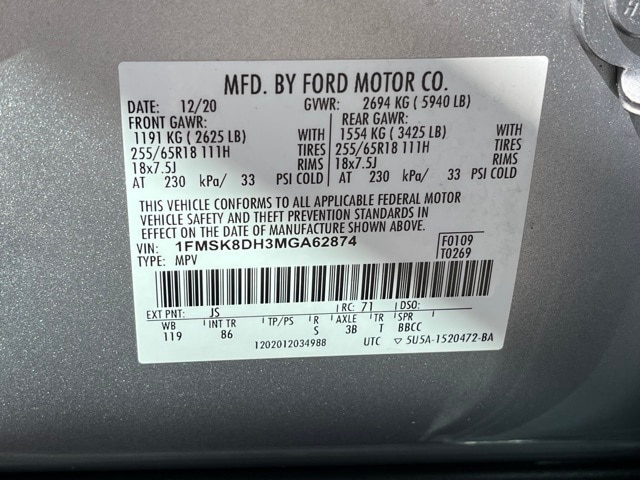 MFD. BY FORD MOTOR CO.
DATE: 12/20 GVWR: 2694 KG ( 5940 LB)
FRONT GAWR: REAR GAWR:
1191 KG ( 2625 LB) WITH 1554 KG ( 3425 LB) WITH
255/65R18 111H TIRES 255/65R18 111H TIRES
18x7.5J RIMS 18x7.5J RIMS
AT 230 kPa/ 33 PSI COLD AT 230 kPa/ 33 PSI COLD
THIS VEHICLE CONFORMS TO ALL APPLICABLE FEDERAL MOTOR
VEHICLE SAFETY AND THEFT PREVENTION STANDARDS IN
EFFECT ON THE DATE OF MANUFACTURE SHOWN ABOVE.
VIN: 1FMSK8DH3MGA62874 F0109
TYPE: MPV T0269
EXT PNT: JS RC: 71 DSO:
WB INT TR TP/PS R AXLE TR SPR
119 86 S 3B T BBCC
1202012034988 UTC ▽ 5U5A-1520472-BA